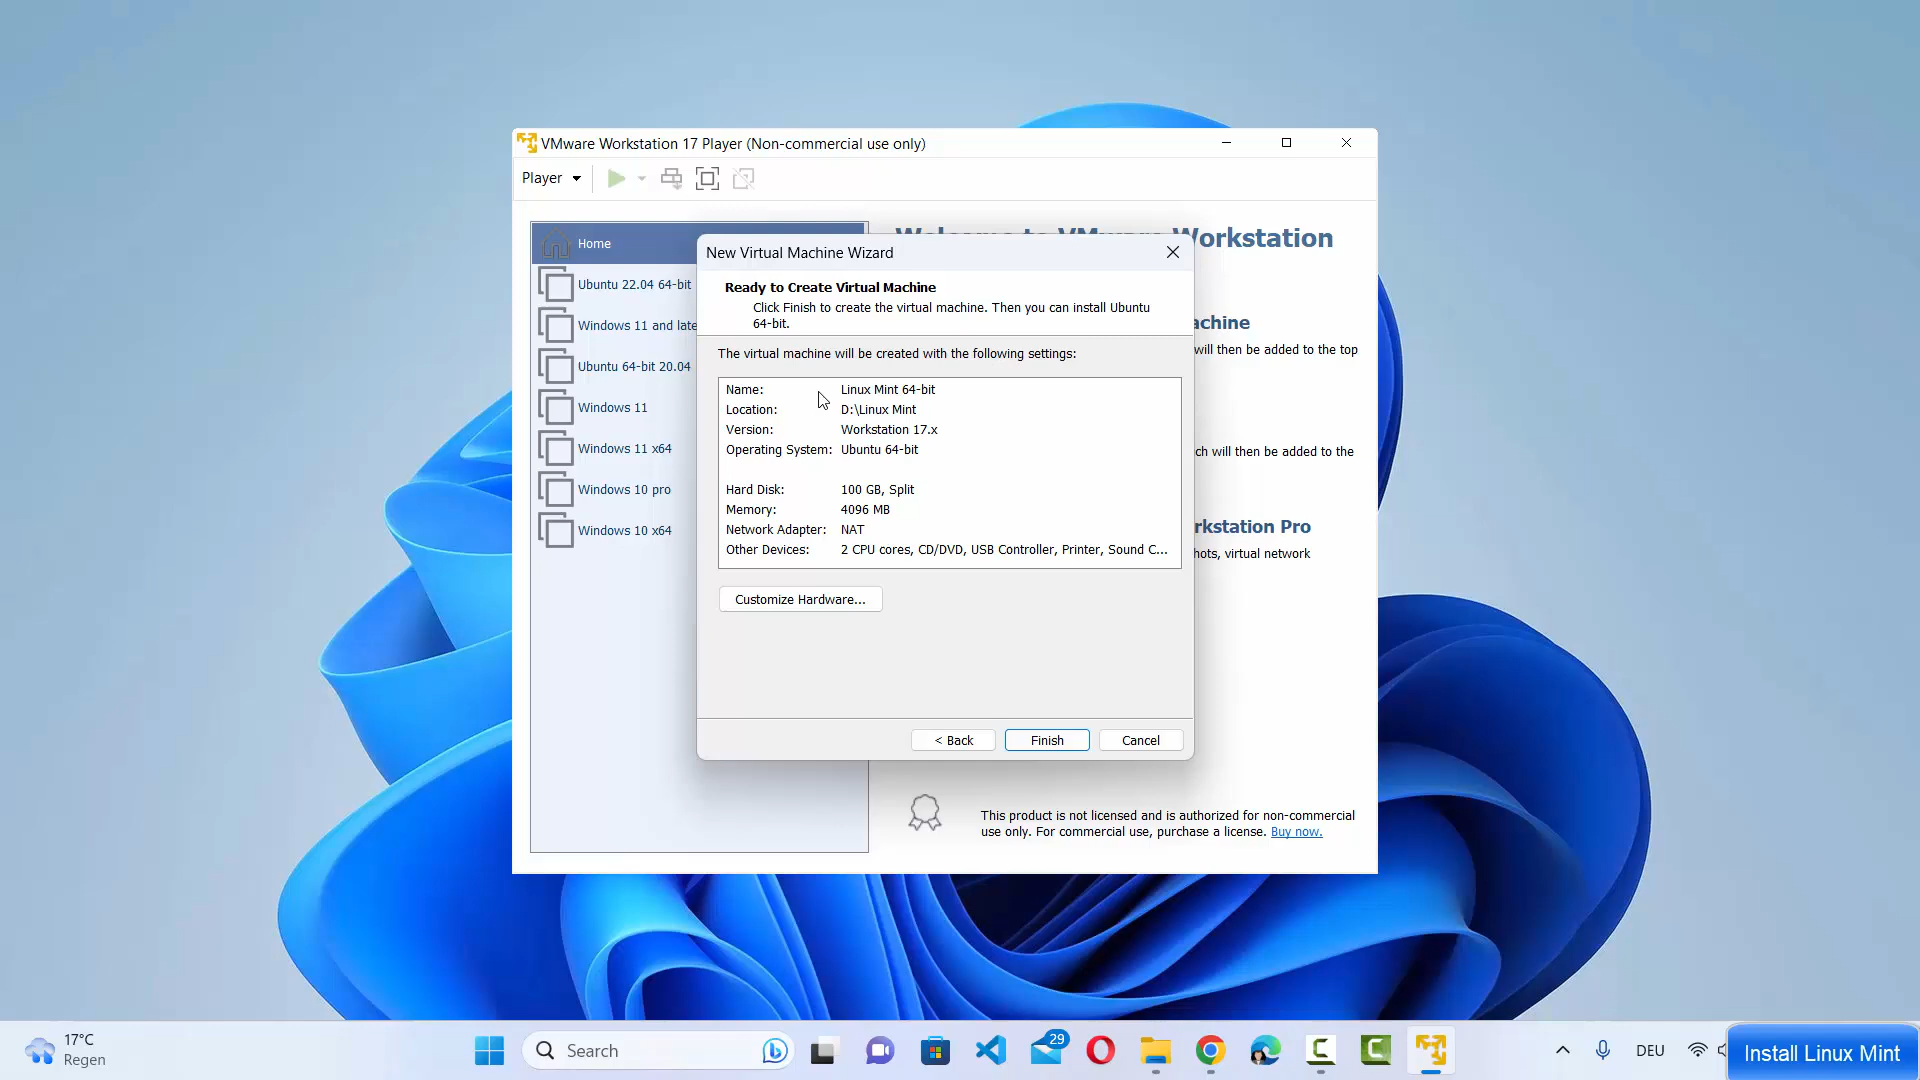 VMware Workstation 17 Player (Non-commercial use only)
Player
Home
Ubuntu 22.04 64-bit
Windows 11 and late
Ubuntu 64-bit 20.04
Windows 11
Windows 11 x64
Windows 10 pro
Windows 10 x64
Welcome to VMware Workstation
achine
will then be added to the top
ch will then be added to the
rkstation Pro
hots, virtual network
This product is not licensed and is authorized for non-commercial
use only. For commercial use, purchase a license. Buy now.
New Virtual Machine Wizard
Ready to Create Virtual Machine
Click Finish to create the virtual machine. Then you can install Ubuntu
64-bit.
The virtual machine will be created with the following settings:
Name: Linux Mint 64-bit
Location: D:\Linux Mint
Version: Workstation 17.x
Operating System: Ubuntu 64-bit
Hard Disk: 100 GB, Split
Memory: 4096 MB
Network Adapter: NAT
Other Devices: 2 CPU cores, CD/DVD, USB Controller, Printer, Sound C...
Customize Hardware...
< Back
Finish
Cancel
17°C
Regen
Search
29
DEU
Install Linux Mint